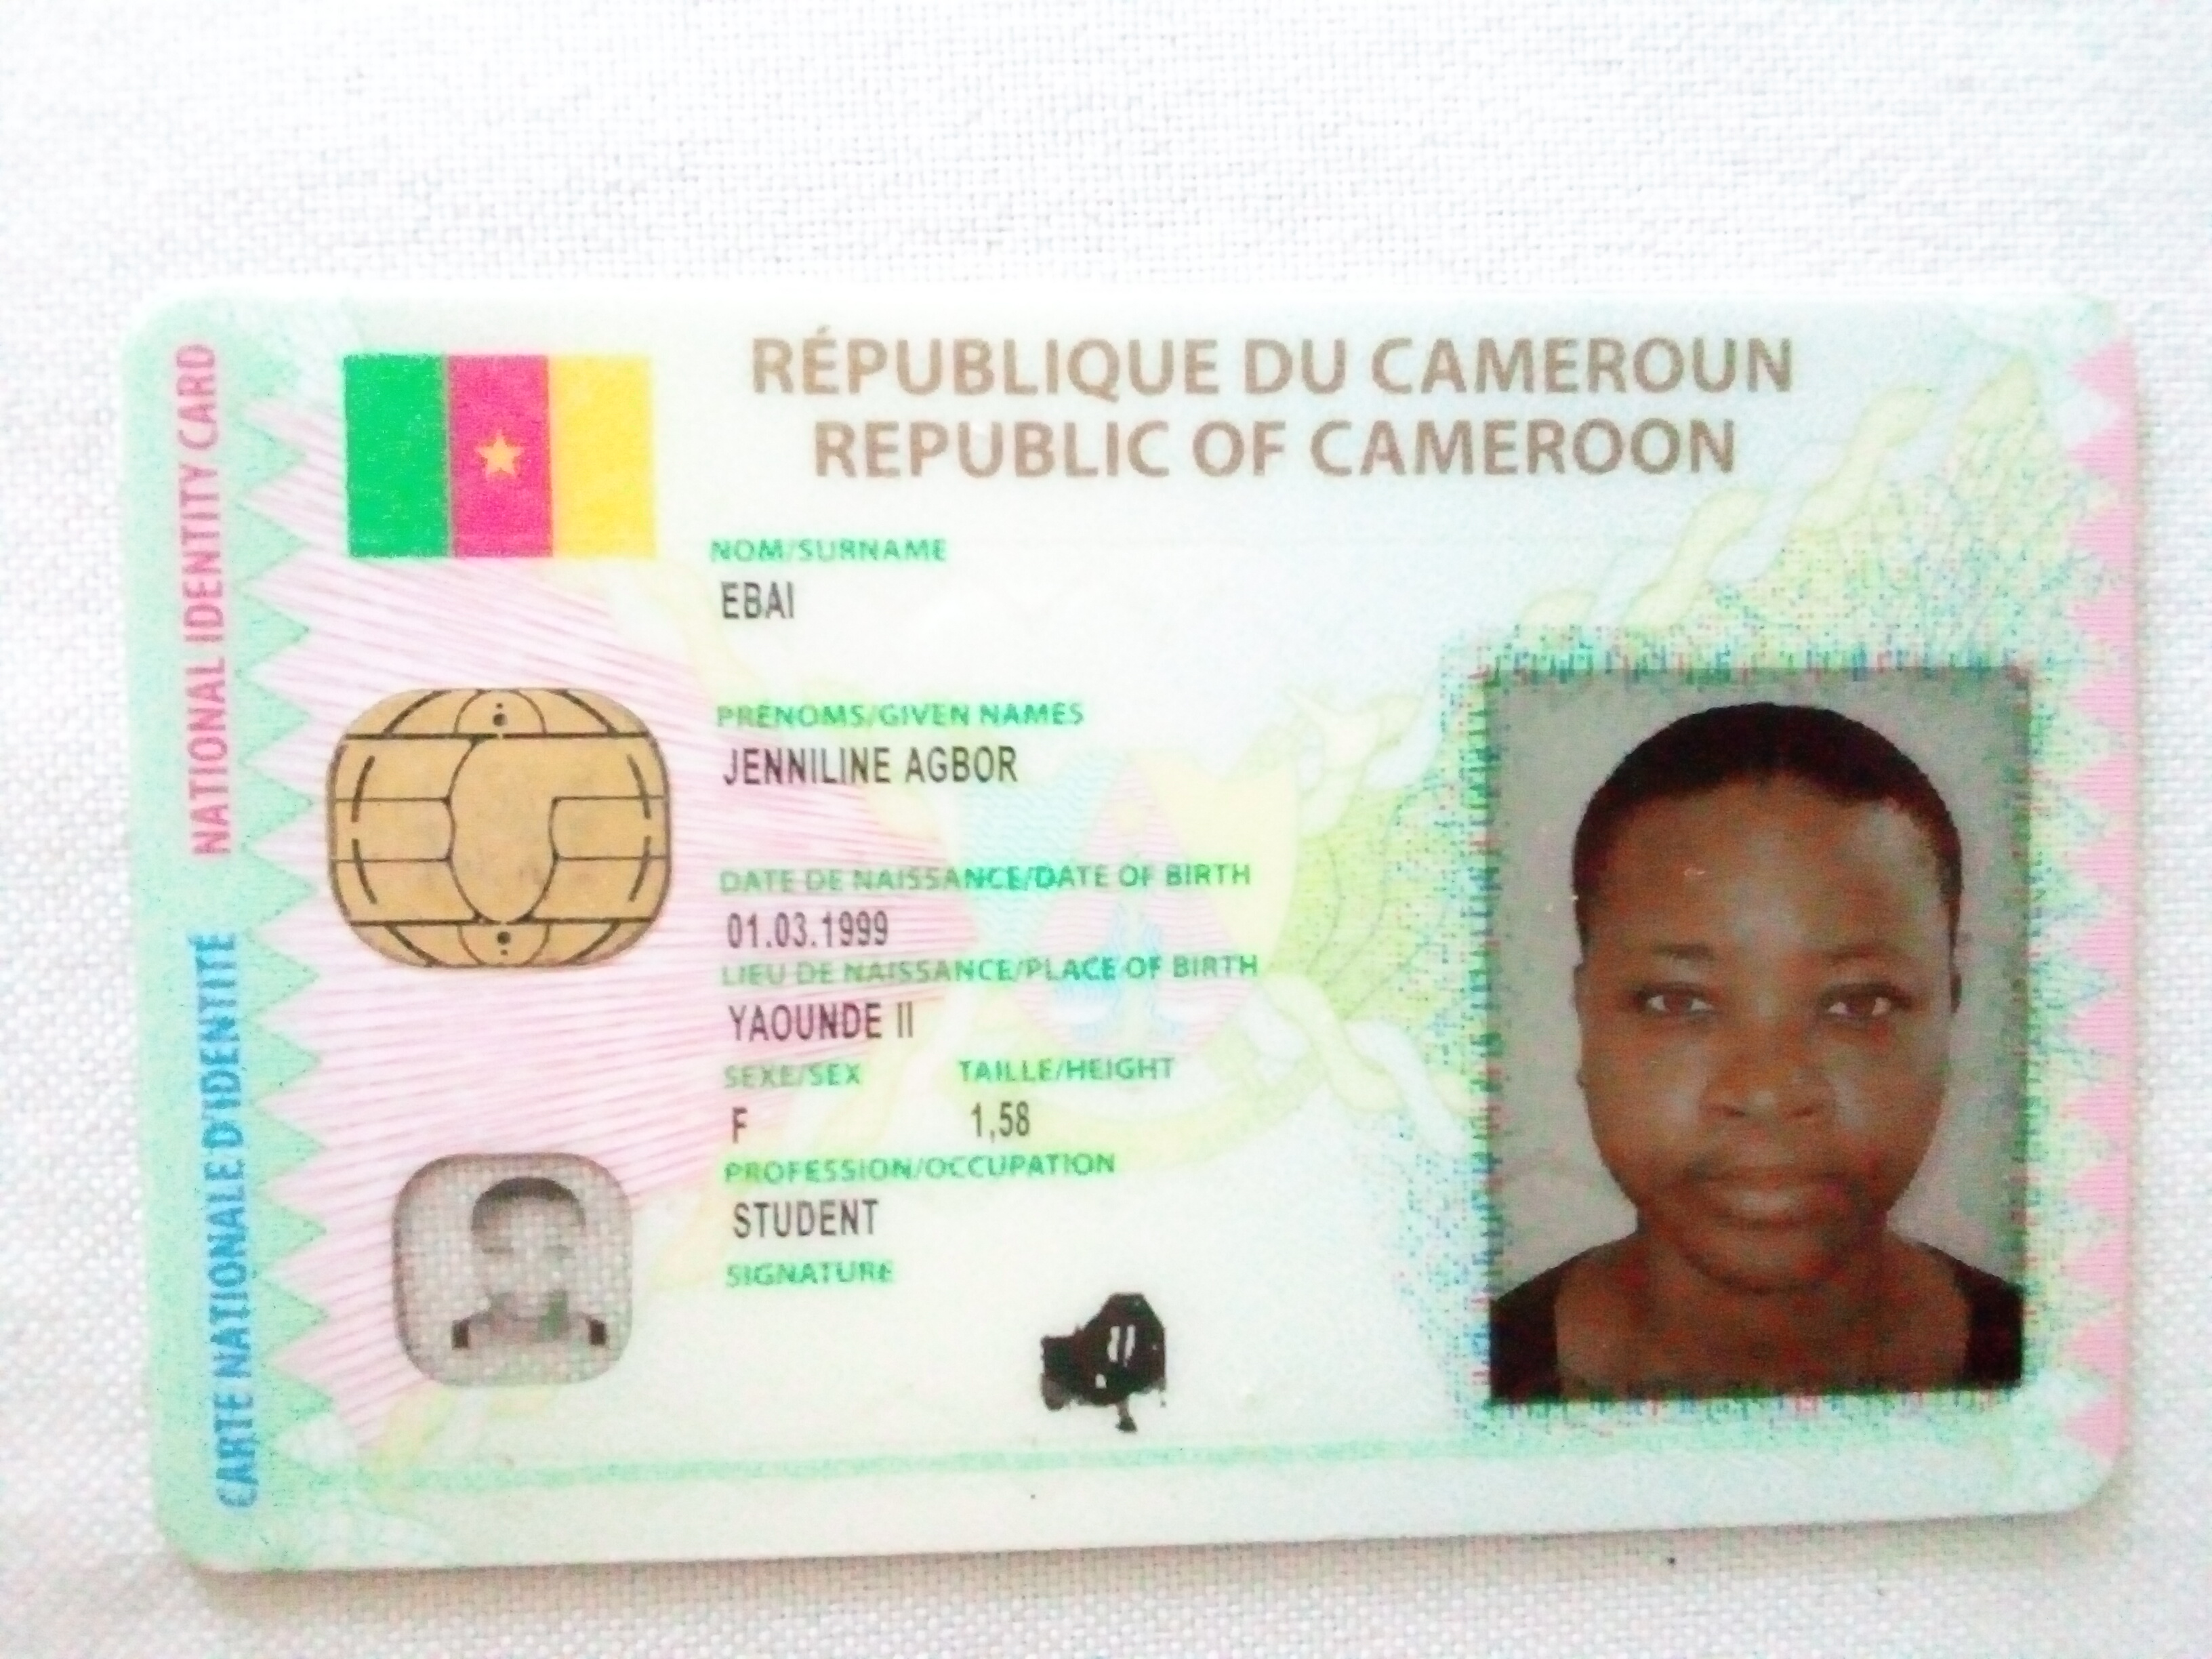 NATIONAL IDENTITY CARD
CARTE NATIONALE D'IDENTITÉ
RÉPUBLIQUE DU CAMEROUN
REPUBLIC OF CAMEROON
NOM/SURNAME
EBAI
PRÉNOMS/GIVEN NAMES
JENNILINE AGBOR
DATE DE NAISSANCE/DATE OF BIRTH
01.03.1999
LIEU DE NAISSANCE/PLACE OF BIRTH
YAOUNDE II
SEXE/SEX TAILLE/HEIGHT
F 1,58
PROFESSION/OCCUPATION
STUDENT
SIGNATURE